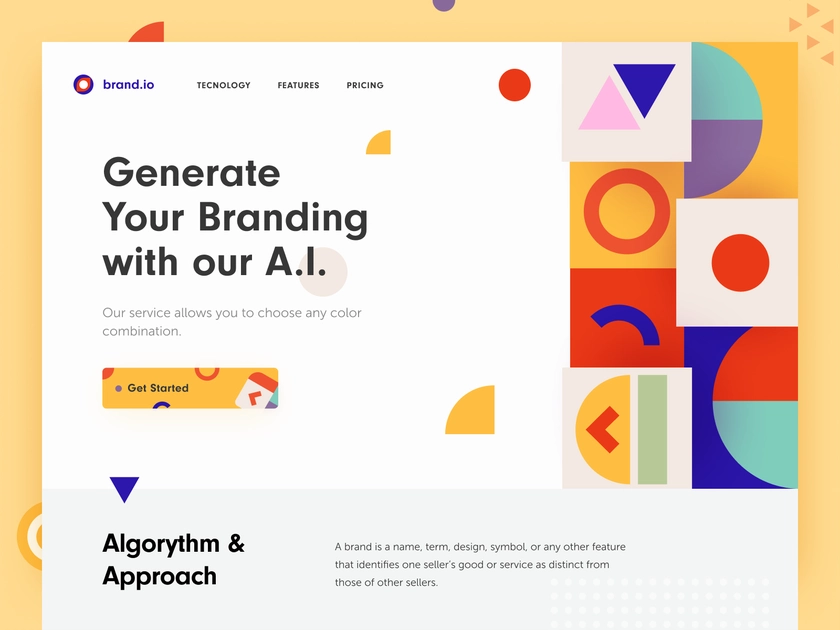 brand.io
TECNOLOGY
FEATURES
PRICING
Generate
Your Branding
with our A.I.
Our service allows you to choose any color
combination.
Get Started
Algorythm &
Approach
A brand is a name, term, design, symbol, or any other feature
that identifies one seller's good or service as distinct from
those of other sellers.